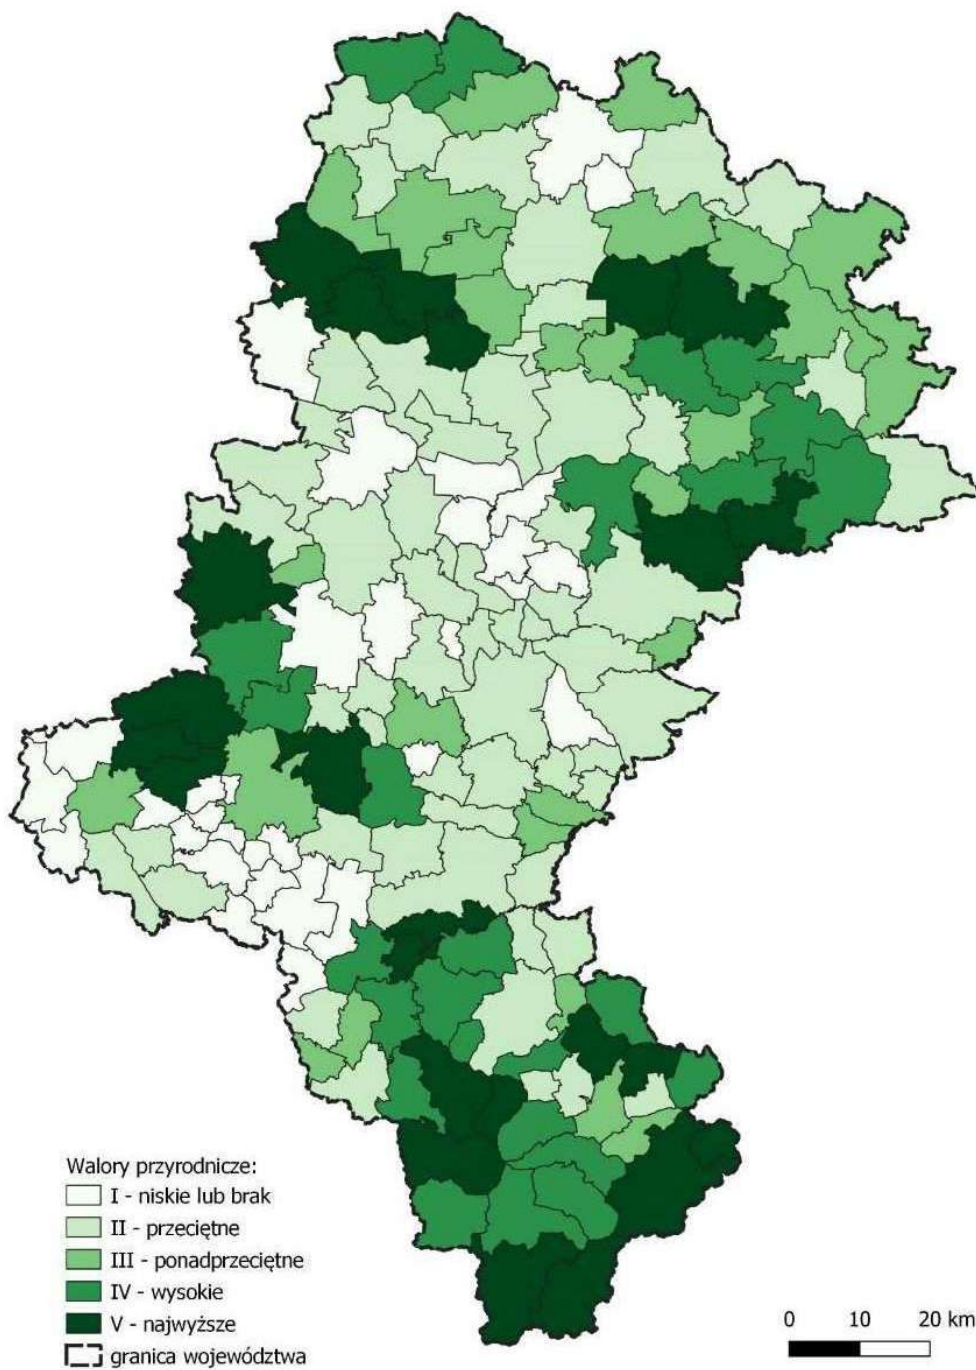 Walory przyrodnicze:
I - niskie lub brak
II - przeciętne
III - ponadprzeciętne
IV - wysokie
V - najwyższe
granica województwa
0 10 20 km